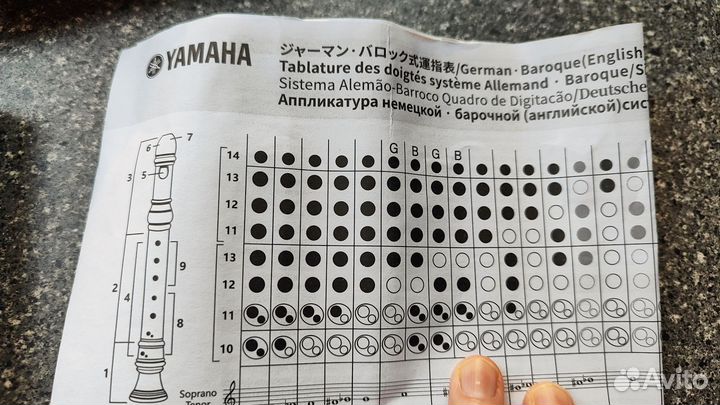 YAMAHA
ジャーマン・バロック式運指表/German · Baroque(English
Tablature des doigtés système Allemand · Baroque/S
Sistema Alemão-Barroco Quadro de Digitacão/Deutsche
Аппликатура немецкой · барочной (английской)сис
7
6
5
3
2
4
9
8
1
G B G B
14
13
12
11
13
12
11
10
Soprano
Tenor
Avito